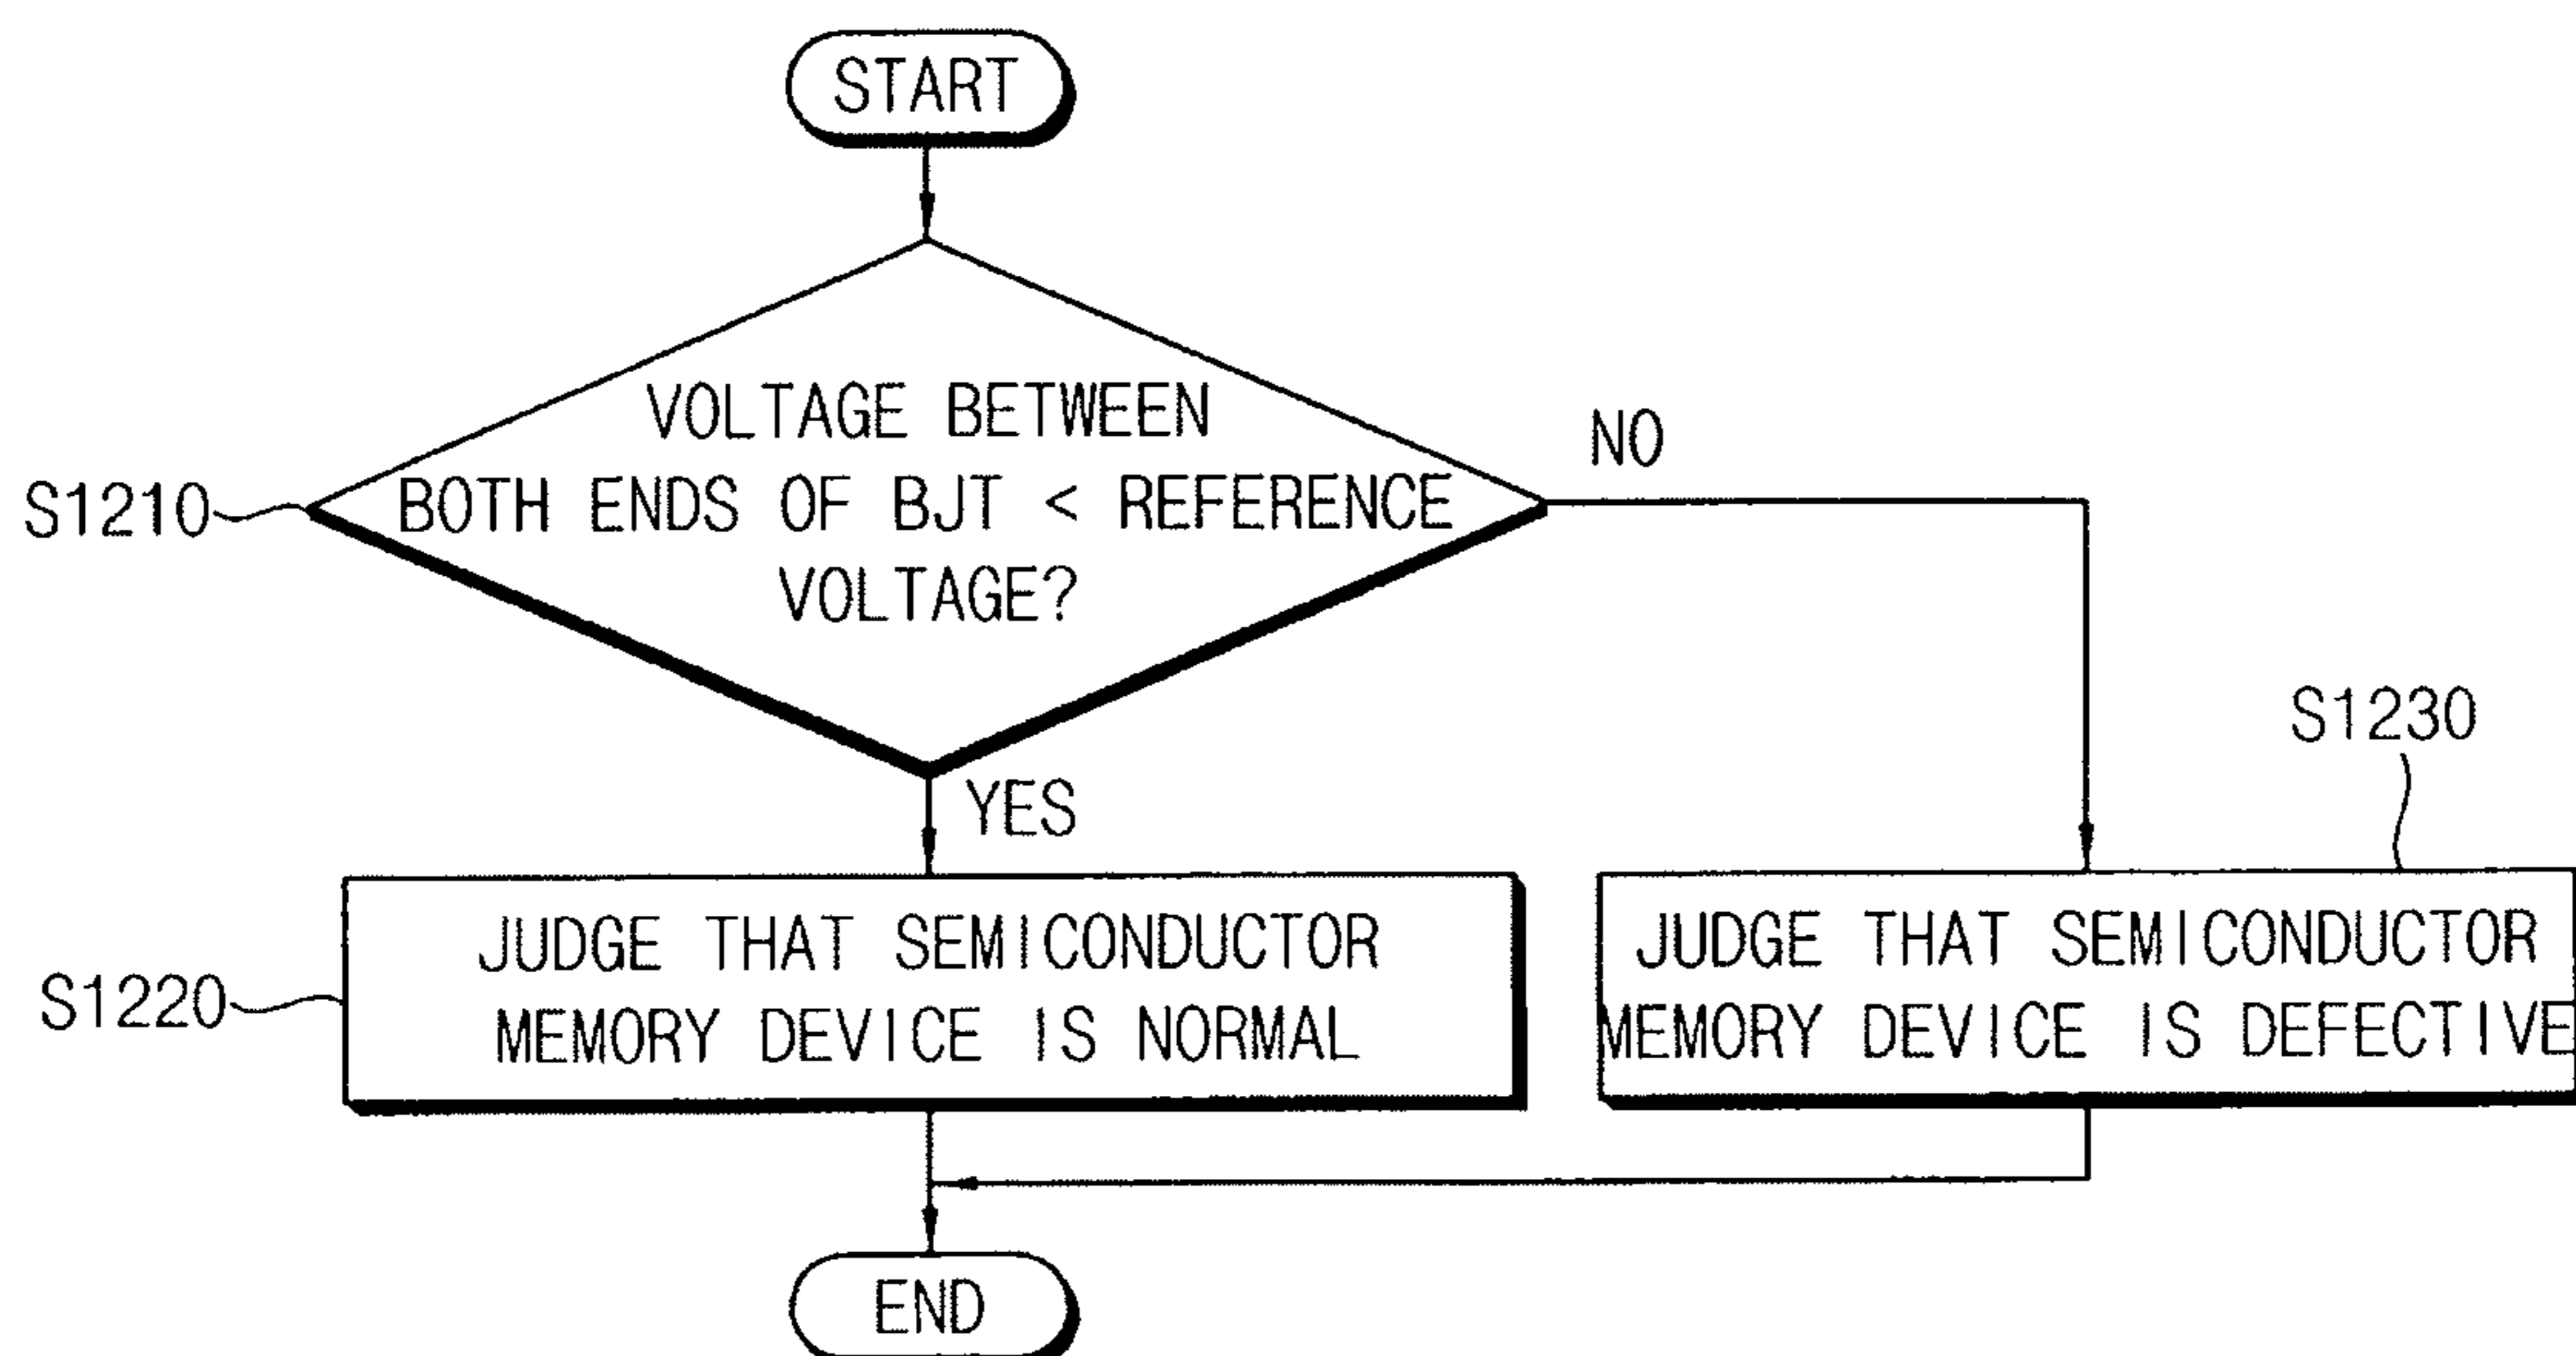 START
VOLTAGE BETWEEN
BOTH ENDS OF BJT < REFERENCE
VOLTAGE?
S1210
NO
YES
S1230
JUDGE THAT SEMICONDUCTOR
MEMORY DEVICE IS NORMAL
S1220
JUDGE THAT SEMICONDUCTOR
MEMORY DEVICE IS DEFECTIVE
END